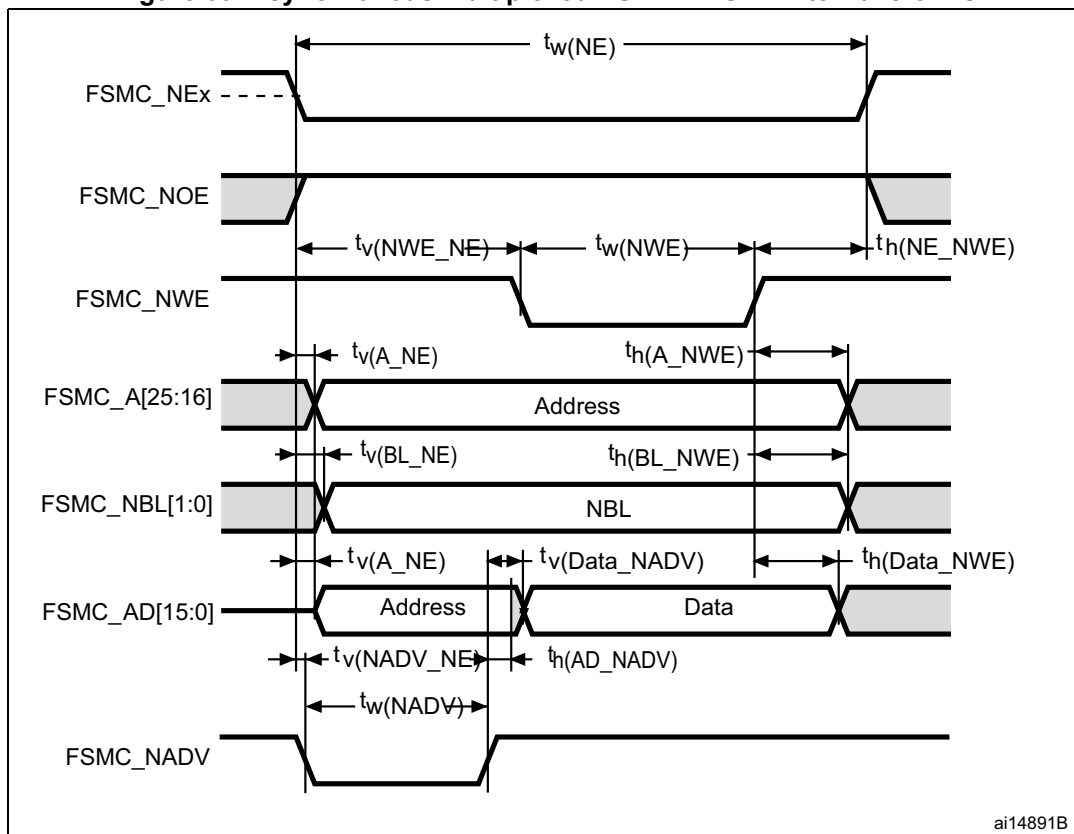 tw(NE)
FSMC_NEx
FSMC_NOE
tv(NWE_NE)
tw(NWE)
th(NE_NWE)
FSMC_NWE
tv(A_NE)
th(A_NWE)
FSMC_A[25:16]
Address
tv(BL_NE)
th(BL_NWE)
FSMC_NBL[1:0]
NBL
tv(A_NE)
tv(Data_NADV)
th(Data_NWE)
FSMC_AD[15:0]
Address
Data
tv(NADV_NE)
th(AD_NADV)
tw(NADV)
FSMC_NADV
ai14891B